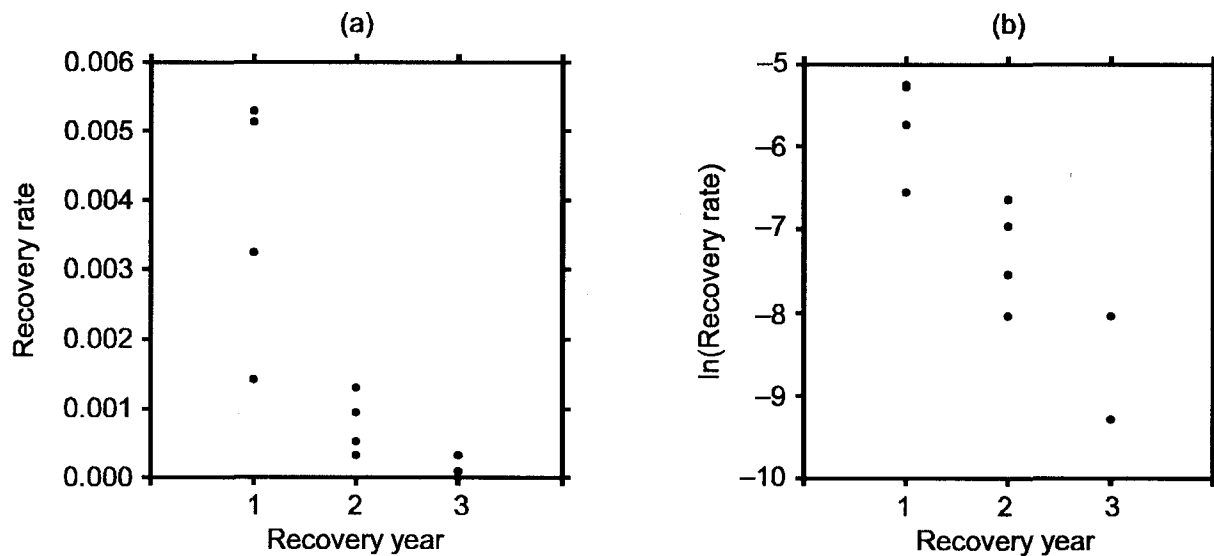 (a)
0.006
0.005
0.004
0.003
0.002
0.001
0.000
Recovery rate
1 2 3
Recovery year
(b)
–5
–6
–7
–8
–9
–10
ln(Recovery rate)
1 2 3
Recovery year